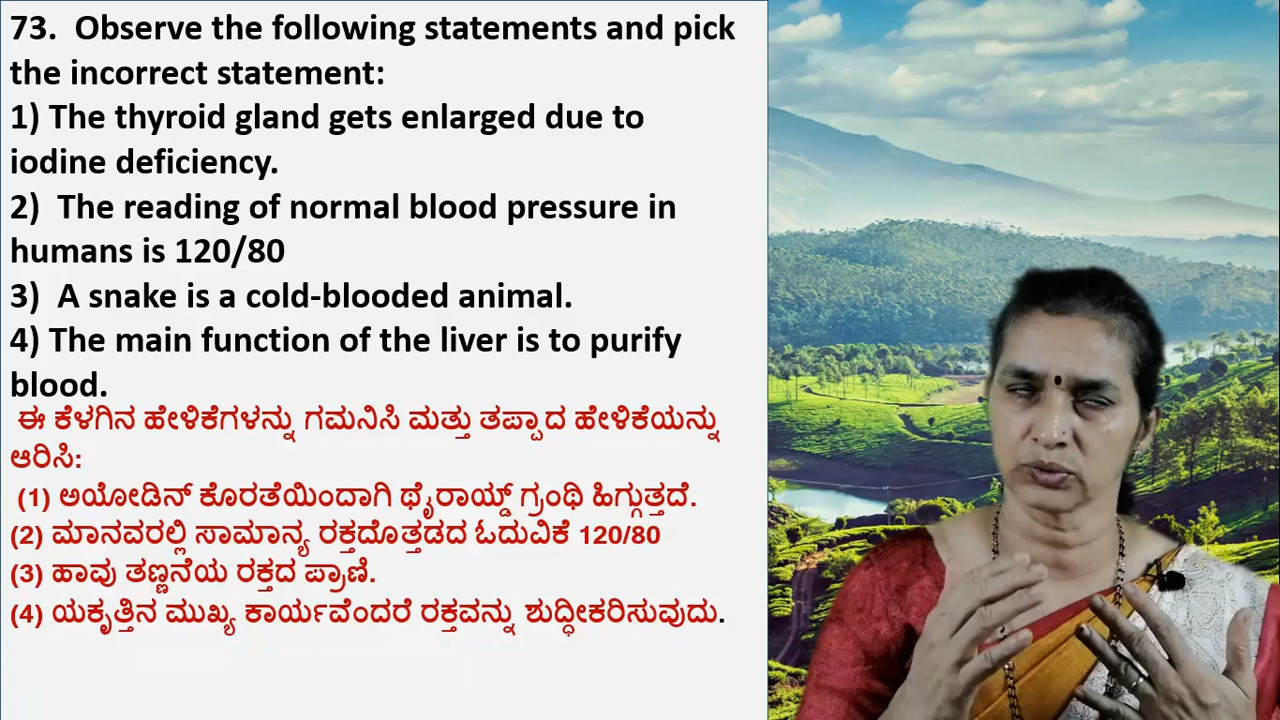 73.  Observe the following statements and pick
the incorrect statement:
1) The thyroid gland gets enlarged due to
iodine deficiency.
2)  The reading of normal blood pressure in
humans is 120/80
3)  A snake is a cold-blooded animal.
4) The main function of the liver is to purify
blood.
ಈ ಕೆಳಗಿನ ಹೇಳಿಕೆಗಳನ್ನು ಗಮನಿಸಿ ಮತ್ತು ತಪ್ಪಾದ ಹೇಳಿಕೆಯನ್ನು
ಆರಿಸಿ:
(1) ಅಯೋಡಿನ್ ಕೊರತೆಯಿಂದಾಗಿ ಥೈರಾಯ್ಡ್ ಗ್ರಂಥಿ ಹಿಗ್ಗುತ್ತದೆ.
(2) ಮಾನವರಲ್ಲಿ ಸಾಮಾನ್ಯ ರಕ್ತದೊತ್ತಡದ ಓದುವಿಕೆ 120/80
(3) ಹಾವು ತಣ್ಣನೆಯ ರಕ್ತದ ಪ್ರಾಣಿ.
(4) ಯಕೃತ್ತಿನ ಮುಖ್ಯ ಕಾರ್ಯವೆಂದರೆ ರಕ್ತವನ್ನು ಶುದ್ಧೀಕರಿಸುವುದು.